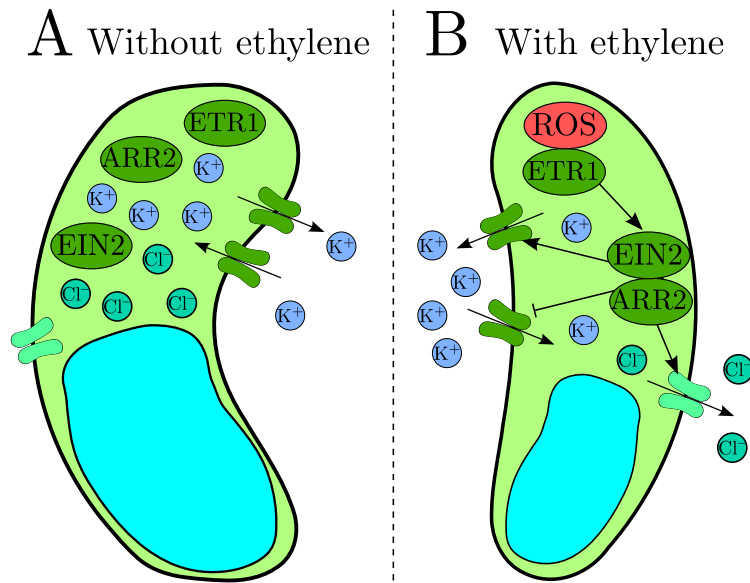 A Without ethylene
ETR1
ARR2
K⁺
K⁺
K⁺
K⁺
EIN2
K⁺
Cl⁻
Cl⁻
Cl⁻
Cl⁻
K⁺
B With ethylene
ROS
ETR1
K⁺
K⁺
EIN2
K⁺
ARR2
K⁺
K⁺
K⁺
Cl⁻
Cl⁻
Cl⁻